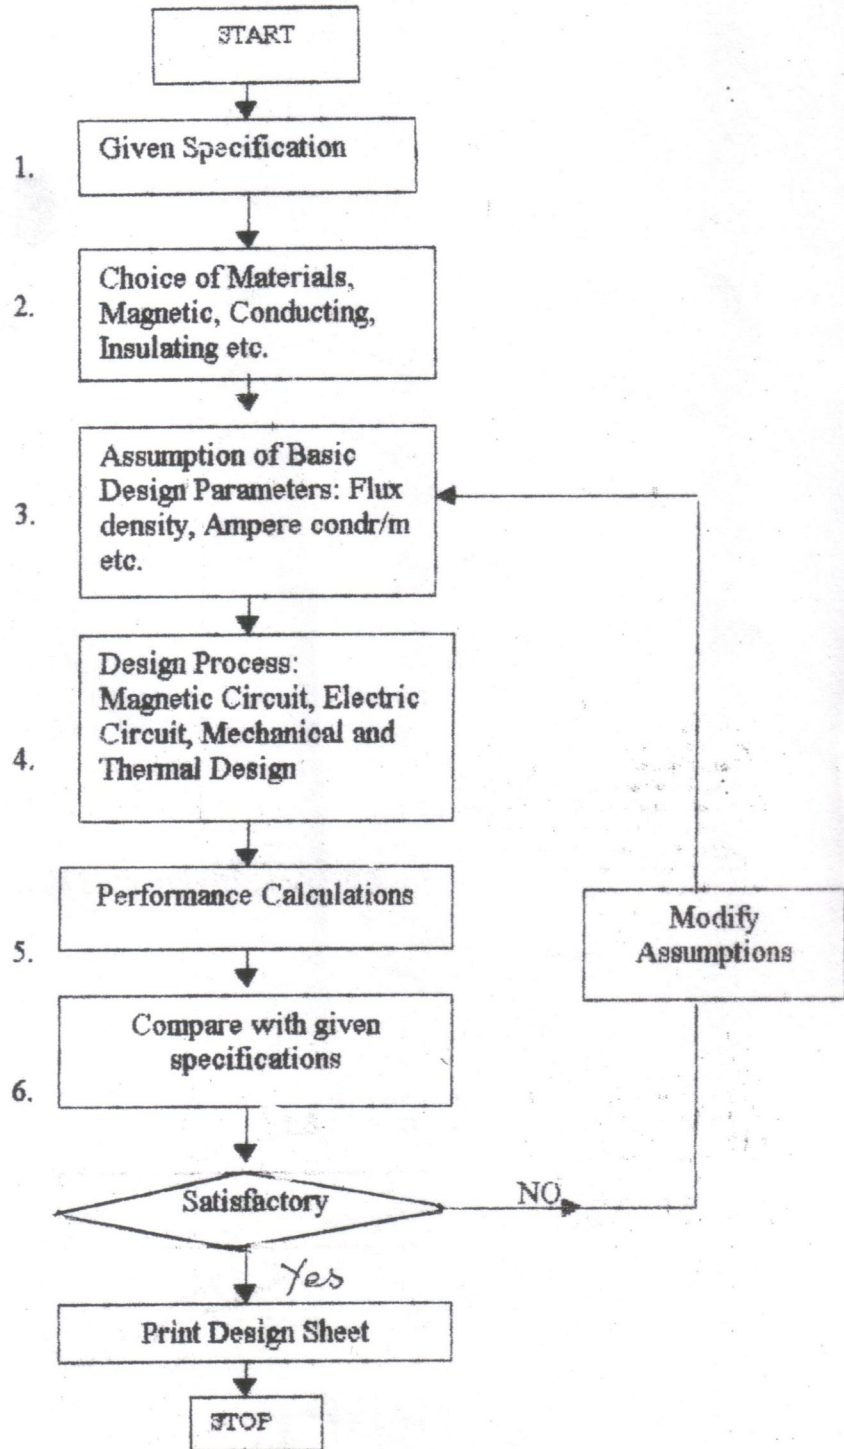 START
1.
Given Specification
2.
Choice of Materials,
Magnetic, Conducting,
Insulating etc.
3.
Assumption of Basic
Design Parameters: Flux
density, Ampere condr/m
etc.
4.
Design Process:
Magnetic Circuit, Electric
Circuit, Mechanical and
Thermal Design
Performance Calculations
5.
Modify
Assumptions
Compare with given
specifications
6.
Satisfactory
NO
Yes
Print Design Sheet
STOP